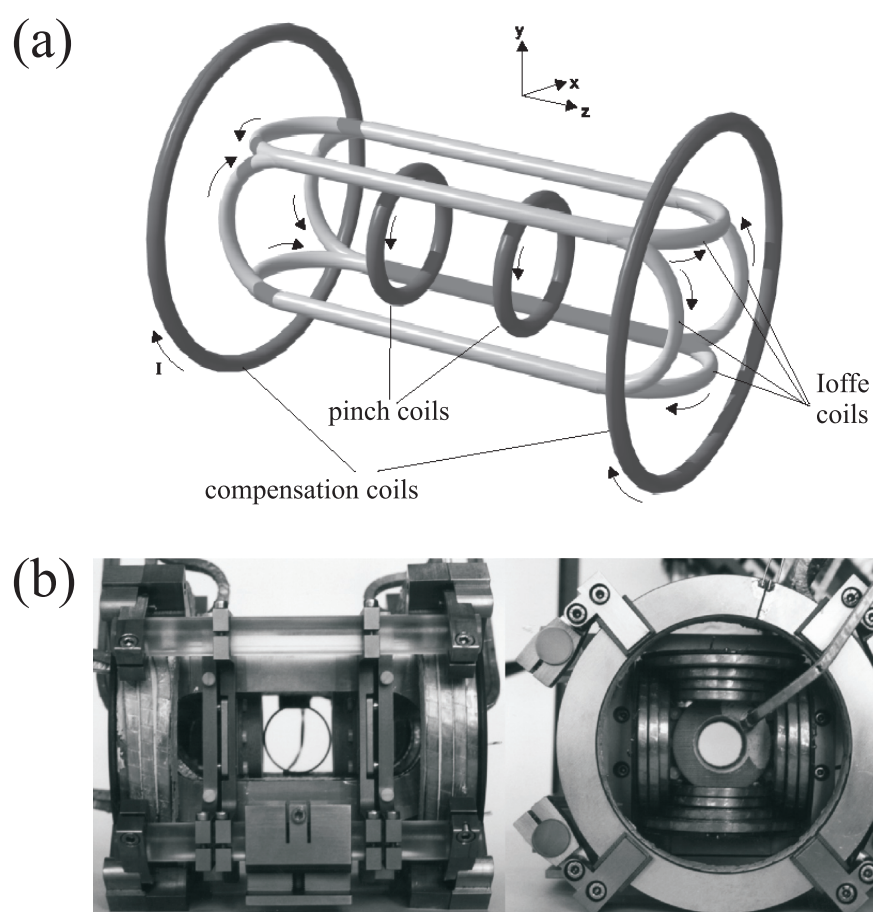 (a)
y
x
z
I
pinch coils
compensation coils
Ioffe
coils
(b)